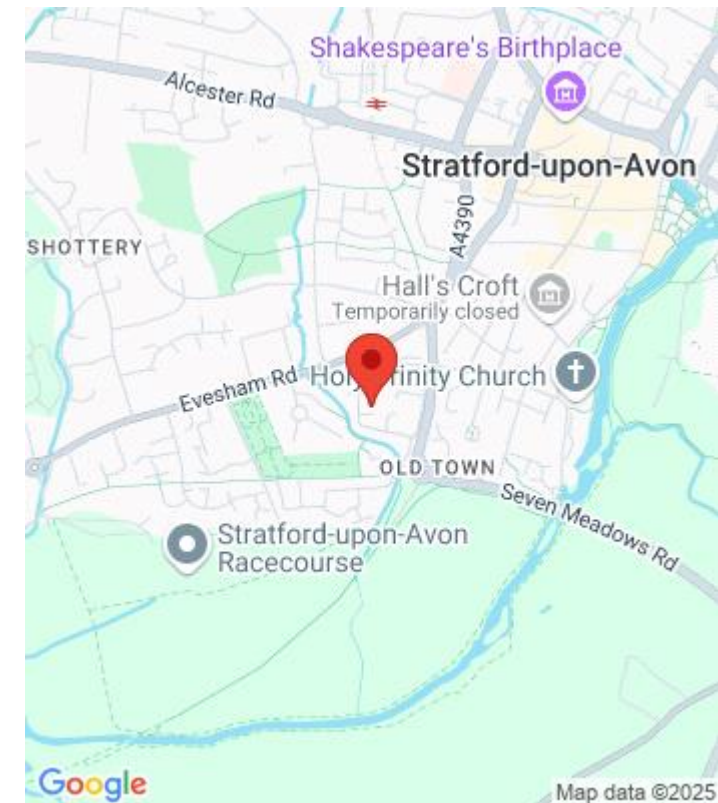 Shakespeare's Birthplace
Alcester Rd
Stratford-upon-Avon
A4390
SHOTTERY
Hall's Croft
Temporarily closed
Evesham Rd
Holy Trinity Church
OLD TOWN
Seven Meadows Rd
Stratford-upon-Avon
Racecourse
Google
Map data ©2025